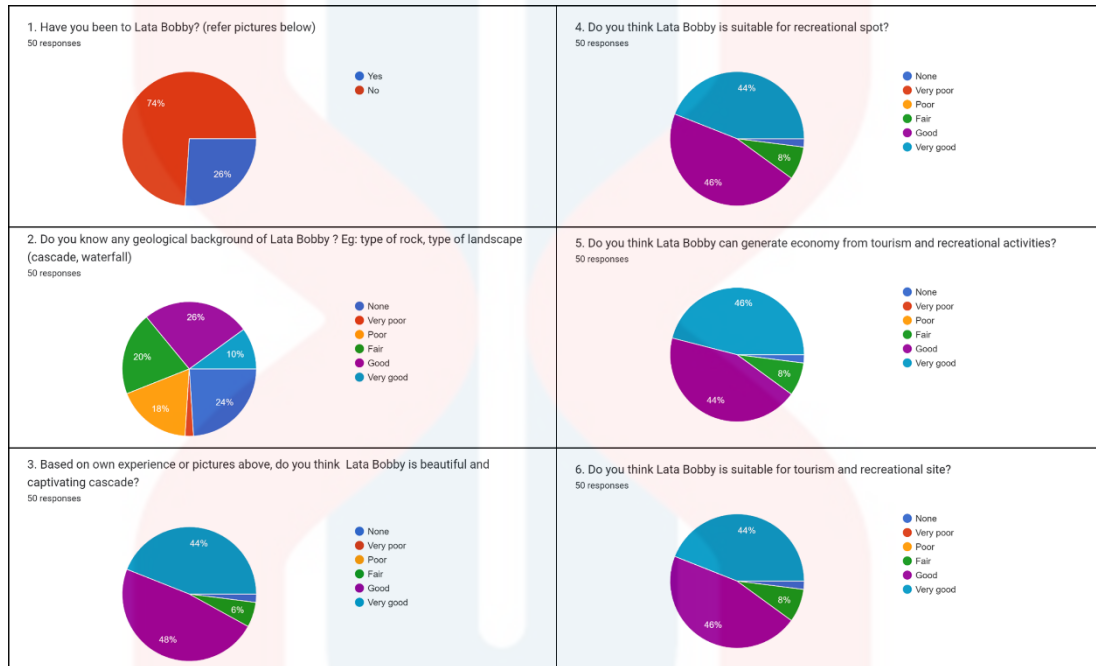 1. Have you been to Lata Bobby? (refer pictures below)
50 responses
Yes
No
74%
26%
2. Do you know any geological background of Lata Bobby ? Eg: type of rock, type of landscape
(cascade, waterfall)
50 responses
None
Very poor
Poor
Fair
Good
Very good
26%
10%
20%
18%
24%
3. Based on own experience or pictures above, do you think Lata Bobby is beautiful and
captivating cascade?
50 responses
None
Very poor
Poor
Fair
Good
Very good
44%
6%
48%
4. Do you think Lata Bobby is suitable for recreational spot?
50 responses
None
Very poor
Poor
Fair
Good
Very good
44%
8%
46%
5. Do you think Lata Bobby can generate economy from tourism and recreational activities?
50 responses
None
Very poor
Poor
Fair
Good
Very good
46%
8%
44%
6. Do you think Lata Bobby is suitable for tourism and recreational site?
50 responses
None
Very poor
Poor
Fair
Good
Very good
44%
8%
46%